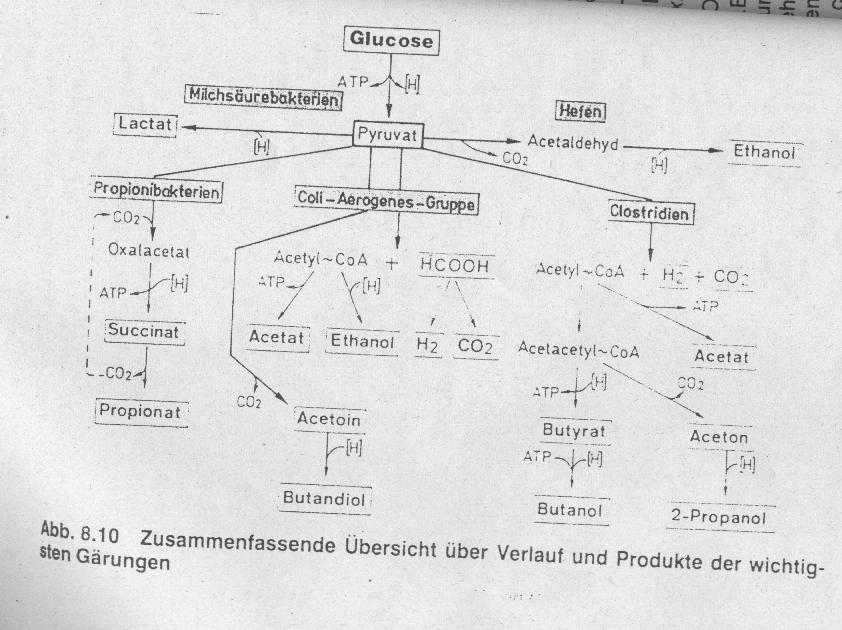 Glucose
ATP [H]
Milchsäurebakterien
Hefen
Lactat
[H]
Pyruvat
CO2
Acetaldehyd
[H]
Ethanol
Propionibakterien
Coli-Aerogenes-Gruppe
Clostridien
CO2
Oxalacetat
ATP [H]
Succinat
CO2
Propionat
Acetyl~CoA + HCOOH
ATP [H]
Acetat Ethanol H2 CO2
CO2
Acetoin
[H]
Butandiol
Acetyl~CoA + H2 + CO2
ATP
Acetacetyl~CoA
Acetat
ATP [H]
CO2
Butyrat
Aceton
ATP [H]
[H]
Butanol
2-Propanol
Abb. 8.10 Zusammenfassende Übersicht über Verlauf und Produkte der wichtig-
sten Gärungen